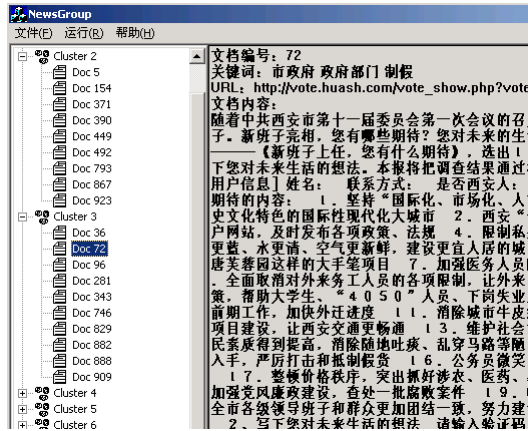 NewsGroup
文件(F) 运行(R) 帮助(H)
Cluster 2
Doc 5
Doc 154
Doc 371
Doc 390
Doc 449
Doc 492
Doc 793
Doc 867
Doc 923
Cluster 3
Doc 36
Doc 72
Doc 96
Doc 281
Doc 343
Doc 746
Doc 829
Doc 882
Doc 888
Doc 909
Cluster 4
Cluster 5
Cluster 6
文档编号: 72
关键词: 市政府 政府部门 制假
URL: http://vote.huash.com/vote_show.php?vote
文档内容:
随着中共西安市第十一届委员会第一次会议的召
子。新班子亮相，您有哪些期待？您对未来的生
——《新班子上任，您有什么期待》，选出1
下您对未来生活的想法。本报将把调查结果通过
用户信息] 姓名: 联系方式: 是否西安人:
期待的内容: 1．坚持“国际化、市场化、人
史文化特色的国际性现代化大城市 2．西安“
户网站，及时发布各项政策、法规 4．限制私
更蓝、水更清、空气更新鲜，建设更宜人居的城
唐芙蓉园这样的大手笔项目 7．加强医务人员
．全面取消对外来务工人员的各项限制，让外来
策，帮助大学生、“4050”人员、下岗失业
前期工作，加快外迁进度 11．消除城市牛皮
项目建设，让西安交通更畅通 13．维护社会
民素质得到提高，消除随地吐痰、乱穿马路等陋
入手，严厉打击和抵制假货 16．公务员微笑
17．整顿价格秩序，突出抓好涉农、医药、
加强党风廉政建设，查处一批腐败案件 19．
全市各级领导班子和群众更加团结一致，努力建
2、写下您对未来生活的想法 请输入验证码